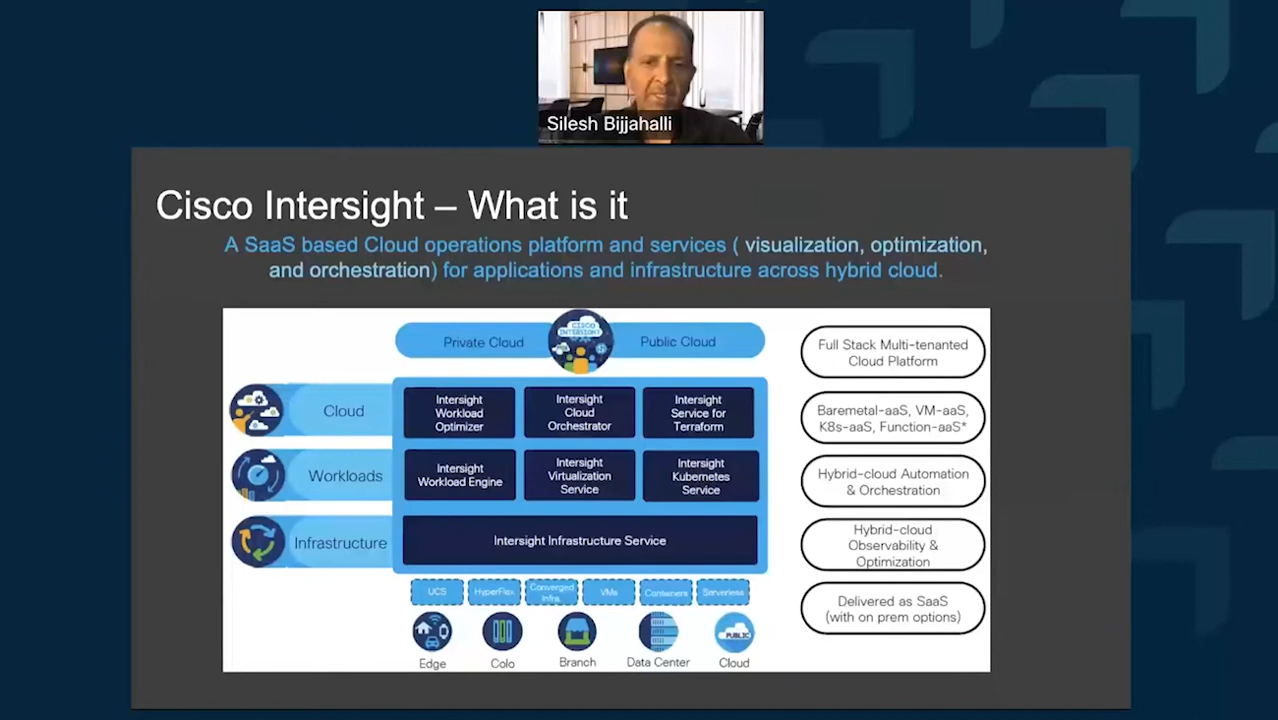 Silesh Bijjahalli
Cisco Intersight – What is it
A SaaS based Cloud operations platform and services ( visualization, optimization,
and orchestration) for applications and infrastructure across hybrid cloud.
Private Cloud
CISCO
INTERSIGHT
Public Cloud
Cloud
Intersight
Workload
Optimizer
Intersight
Cloud
Orchestrator
Intersight
Service for
Terraform
Workloads
Intersight
Workload Engine
Intersight
Virtualization
Service
Intersight
Kubernetes
Service
Infrastructure
Intersight Infrastructure Service
UCS
HyperFlex
Converged
Infra.
VMs
Containers
Serverless
PUBLIC
Edge
Colo
Branch
Data Center
Cloud
Full Stack Multi-tenanted
Cloud Platform
Baremetal-aaS, VM-aaS,
K8s-aaS, Function-aaS*
Hybrid-cloud Automation
& Orchestration
Hybrid-cloud
Observability &
Optimization
Delivered as SaaS
(with on prem options)